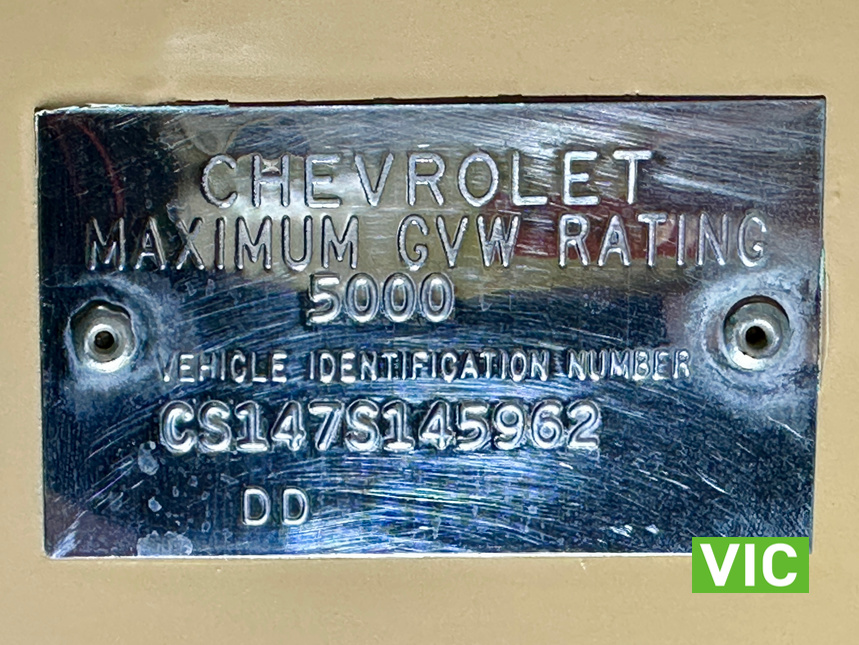 CHEVROLET
MAXIMUM GVW RATING
5000
VEHICLE IDENTIFICATION NUMBER
CS147S145962
DD
VIC